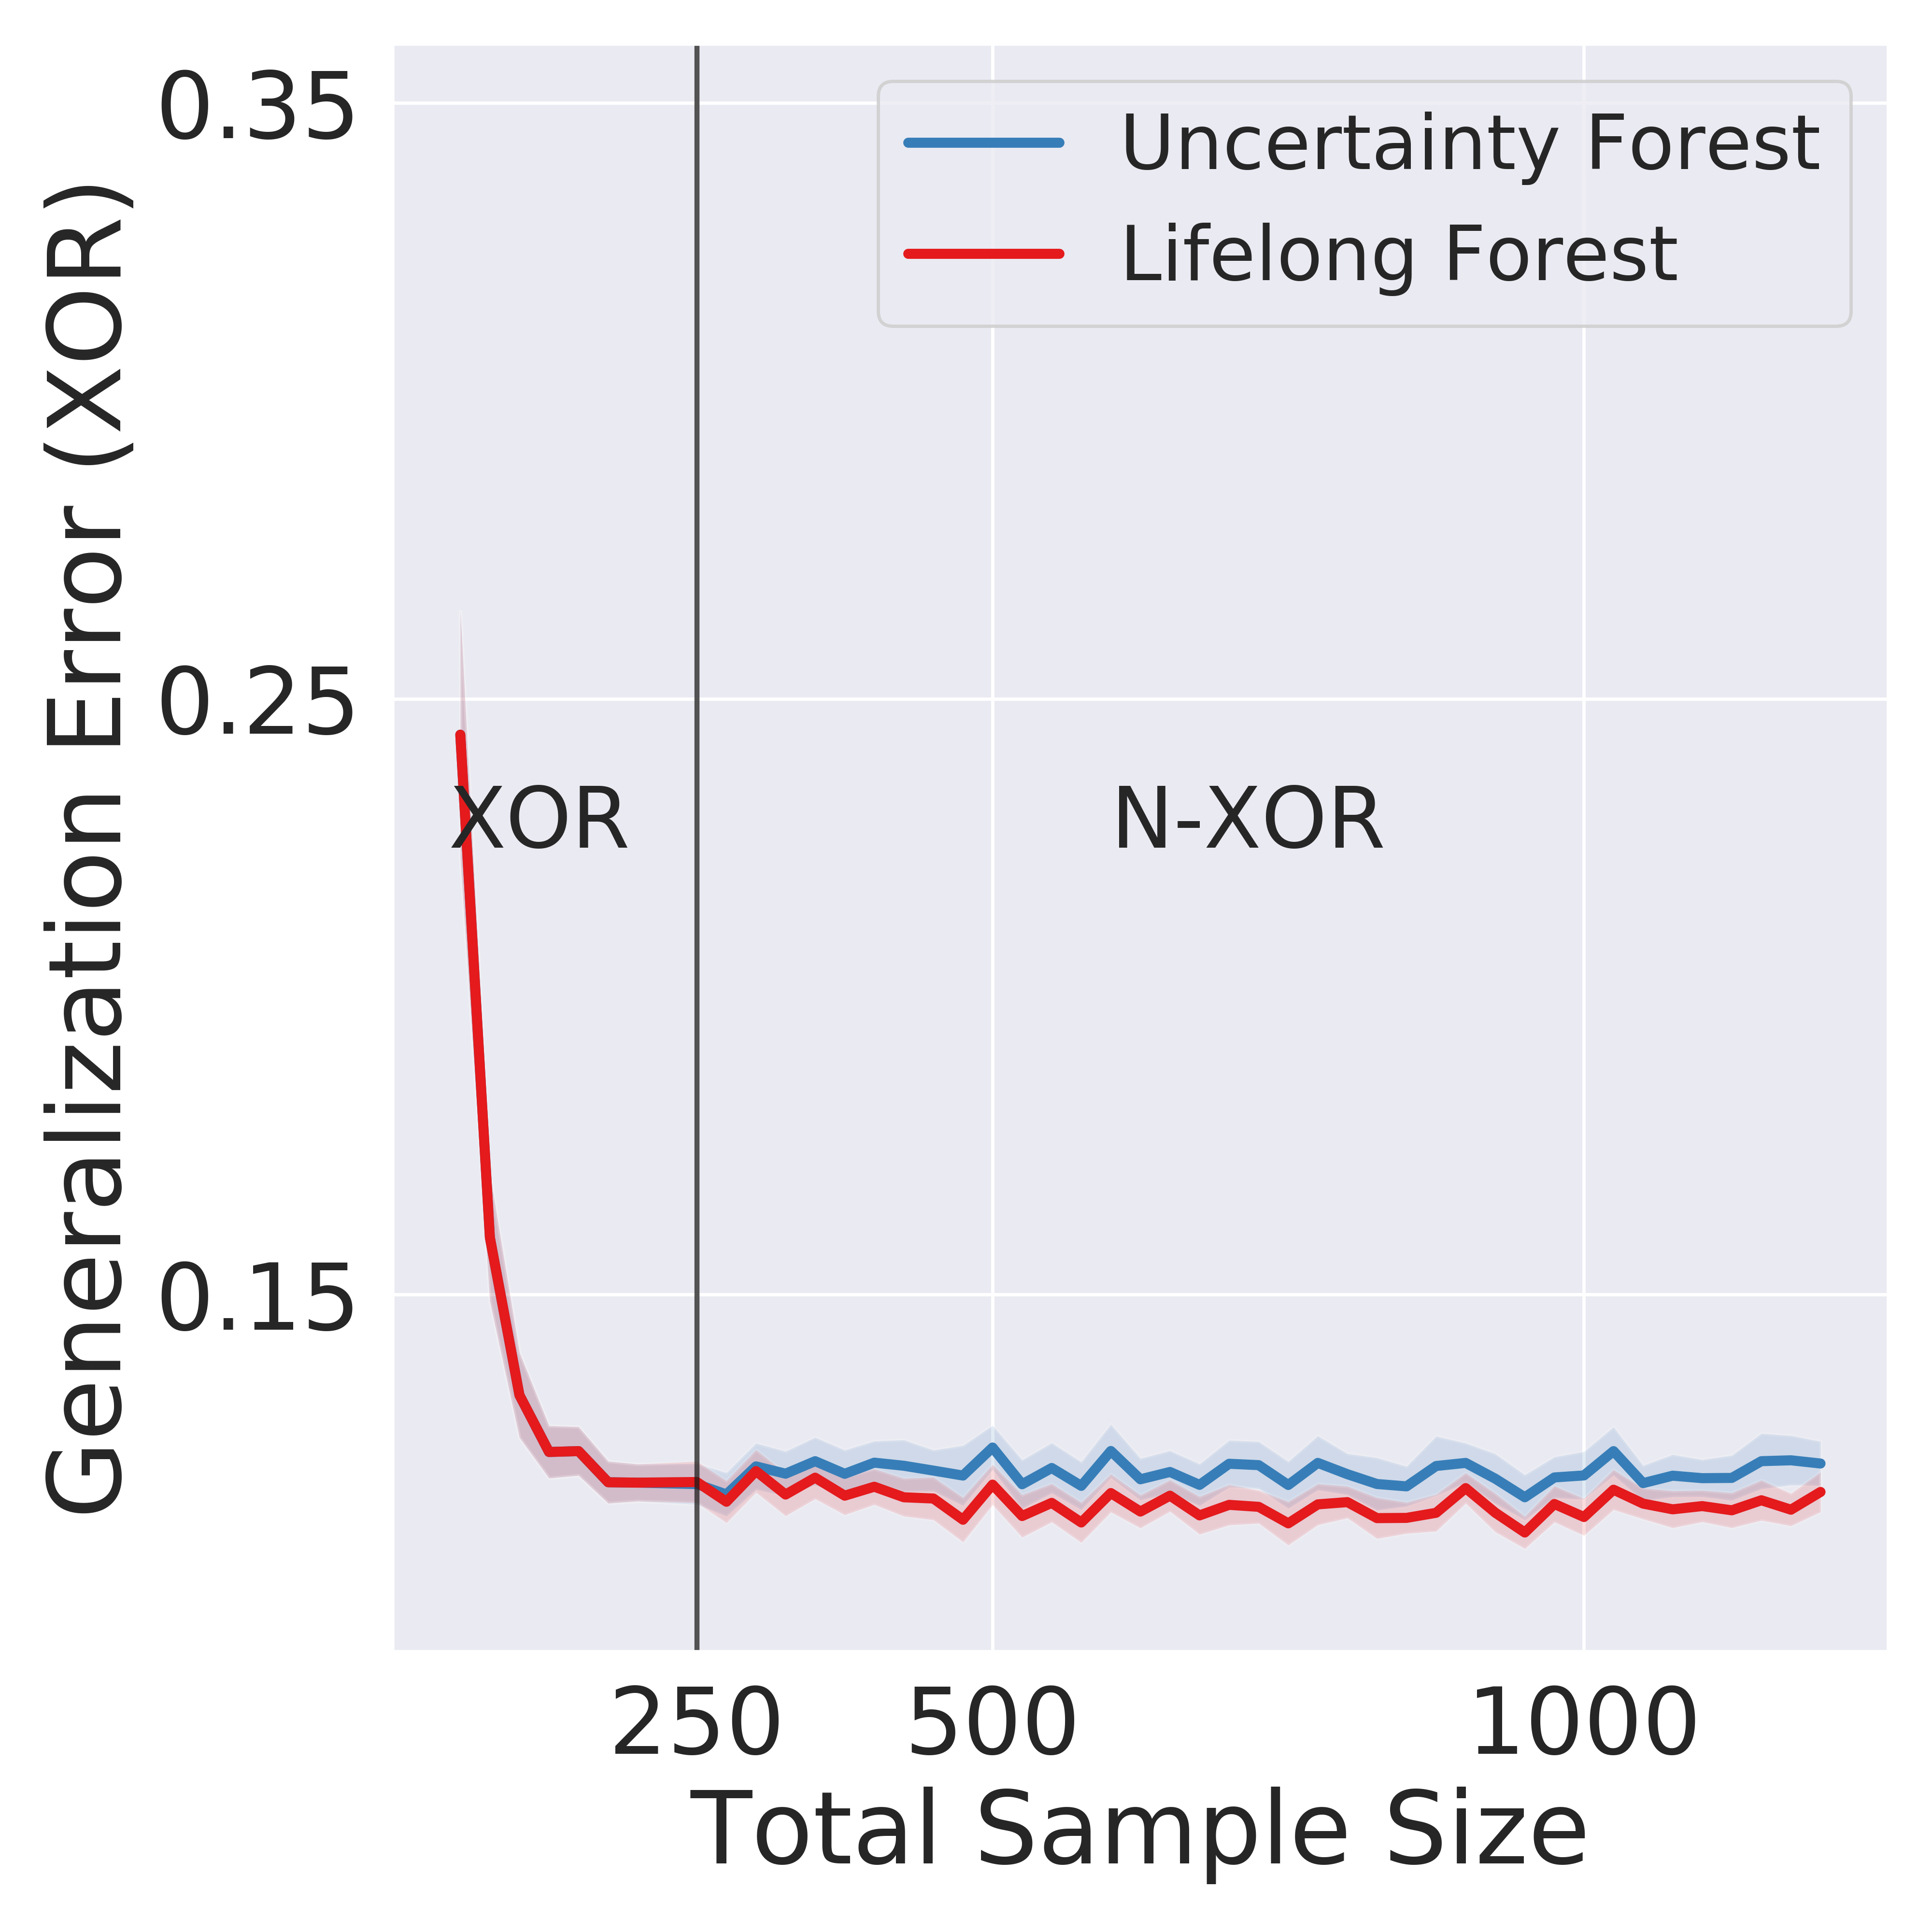 Generalization Error (XOR)
0.35
0.25
0.15
Uncertainty Forest
Lifelong Forest
XOR
N-XOR
250
500
1000
Total Sample Size